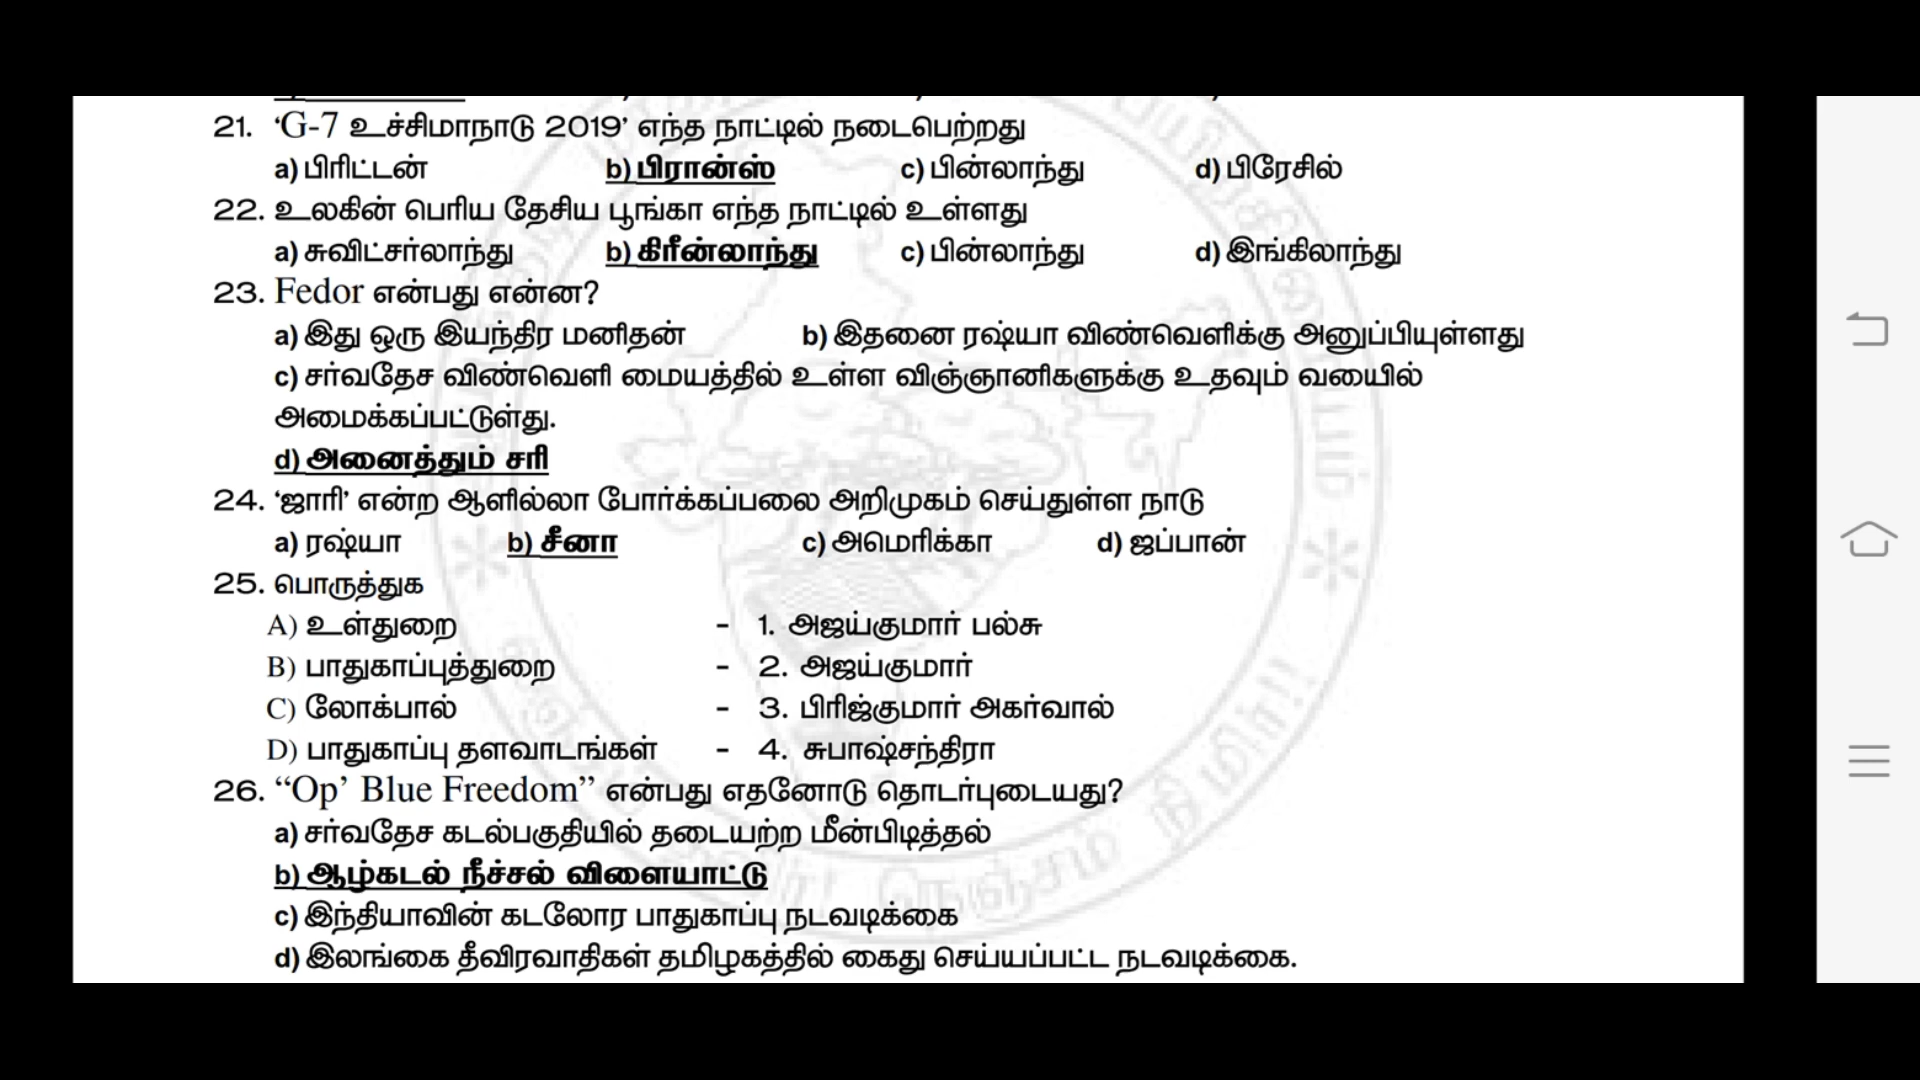 21. ‘G-7 உச்சிமாநாடு 2019’ எந்த நாட்டில் நடைபெற்றது
a) பிரிட்டன் b) பிரான்ஸ் c) பின்லாந்து d) பிரேசில்
22. உலகின் பெரிய தேசிய பூங்கா எந்த நாட்டில் உள்ளது
a) சுவிட்சர்லாந்து b) கிரீன்லாந்து c) பின்லாந்து d) இங்கிலாந்து
23. Fedor என்பது என்ன?
a) இது ஒரு இயந்திர மனிதன் b) இதனை ரஷ்யா விண்வெளிக்கு அனுப்பியுள்ளது
c) சர்வதேச விண்வெளி மையத்தில் உள்ள விஞ்ஞானிகளுக்கு உதவும் வயைில்
அமைக்கப்பட்டுள்து.
d) அனைத்தும் சரி
24. ‘ஜாரி’ என்ற ஆளில்லா போர்க்கப்பலை அறிமுகம் செய்துள்ள நாடு
a) ரஷ்யா b) சீனா c) அமெரிக்கா d) ஜப்பான்
25. பொருத்துக
A) உள்துறை - 1. அஜய்குமார் பல்சு
B) பாதுகாப்புத்துறை - 2. அஜய்குமார்
C) லோக்பால் - 3. பிரிஜ்குமார் அகர்வால்
D) பாதுகாப்பு தளவாடங்கள் - 4. சுபாஷ்சந்திரா
26. “Op’ Blue Freedom” என்பது எதனோடு தொடர்புடையது?
a) சர்வதேச கடல்பகுதியில் தடையற்ற மீன்பிடித்தல்
b) ஆழ்கடல் நீச்சல் விளையாட்டு
c) இந்தியாவின் கடலோர பாதுகாப்பு நடவடிக்கை
d) இலங்கை தீவிரவாதிகள் தமிழகத்தில் கைது செய்யப்பட்ட நடவடிக்கை.